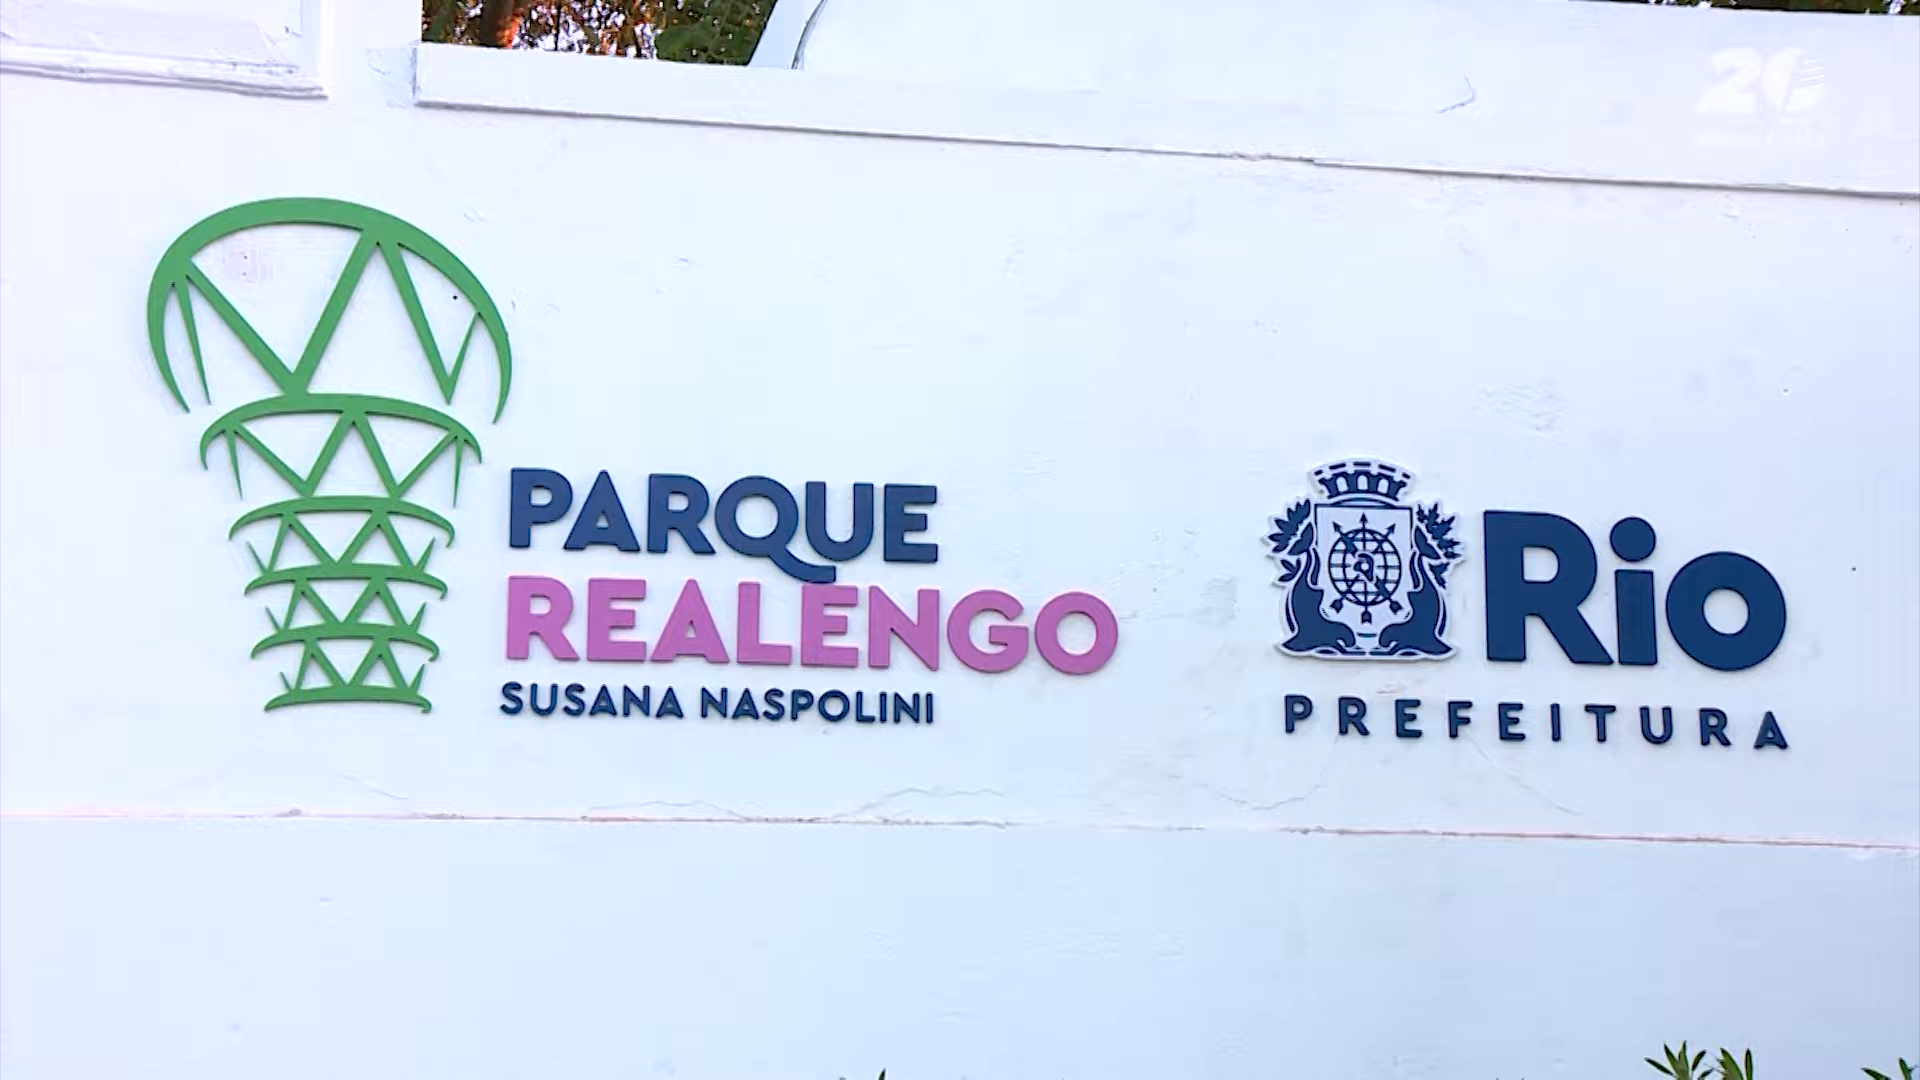 PARQUE
REALENGO
SUSANA NASPOLINI
Rio
PREFEITURA